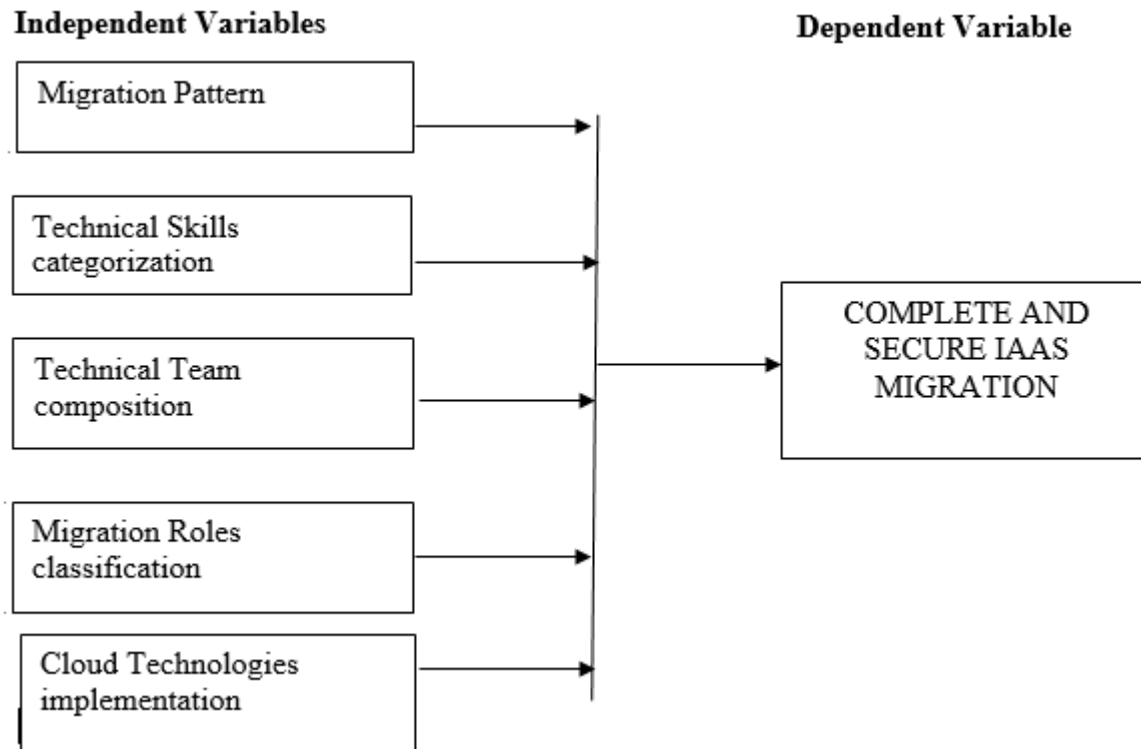 Independent Variables
Dependent Variable
Migration Pattern
Technical Skills
categorization
Technical Team
composition
Migration Roles
classification
Cloud Technologies
implementation
COMPLETE AND
SECURE IAAS
MIGRATION